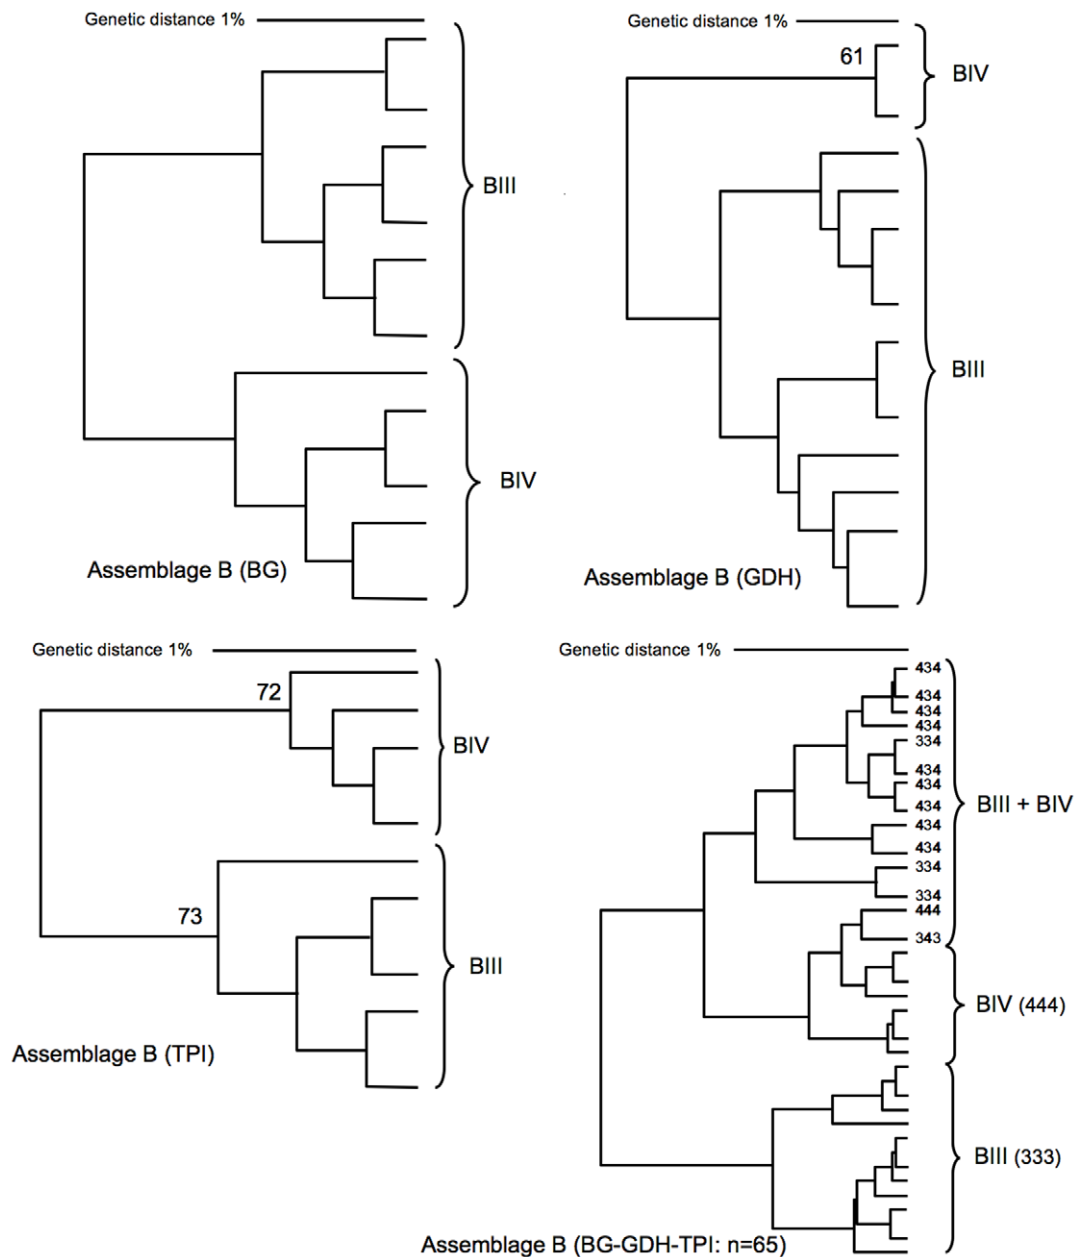 Genetic distance 1%
BIII
BIV
Assemblage B (BG)
Genetic distance 1%
61
BIV
BIII
Assemblage B (GDH)
Genetic distance 1%
72
BIV
73
BIII
Assemblage B (TPI)
Genetic distance 1%
434
434
434
434
334
434
434
434
434
434
334
334
444
343
BIII + BIV
BIV (444)
BIII (333)
Assemblage B (BG-GDH-TPI: n=65)